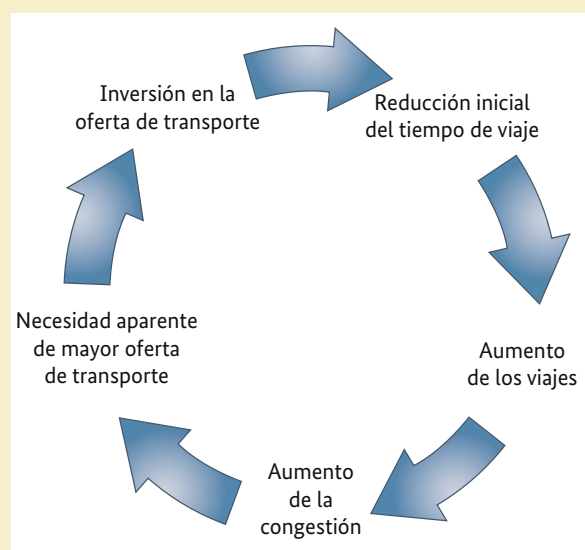 Inversión en la
oferta de transporte
Reducción inicial
del tiempo de viaje
Aumento
de los viajes
Aumento
de la
congestión
Necesidad aparente
de mayor oferta
de transporte